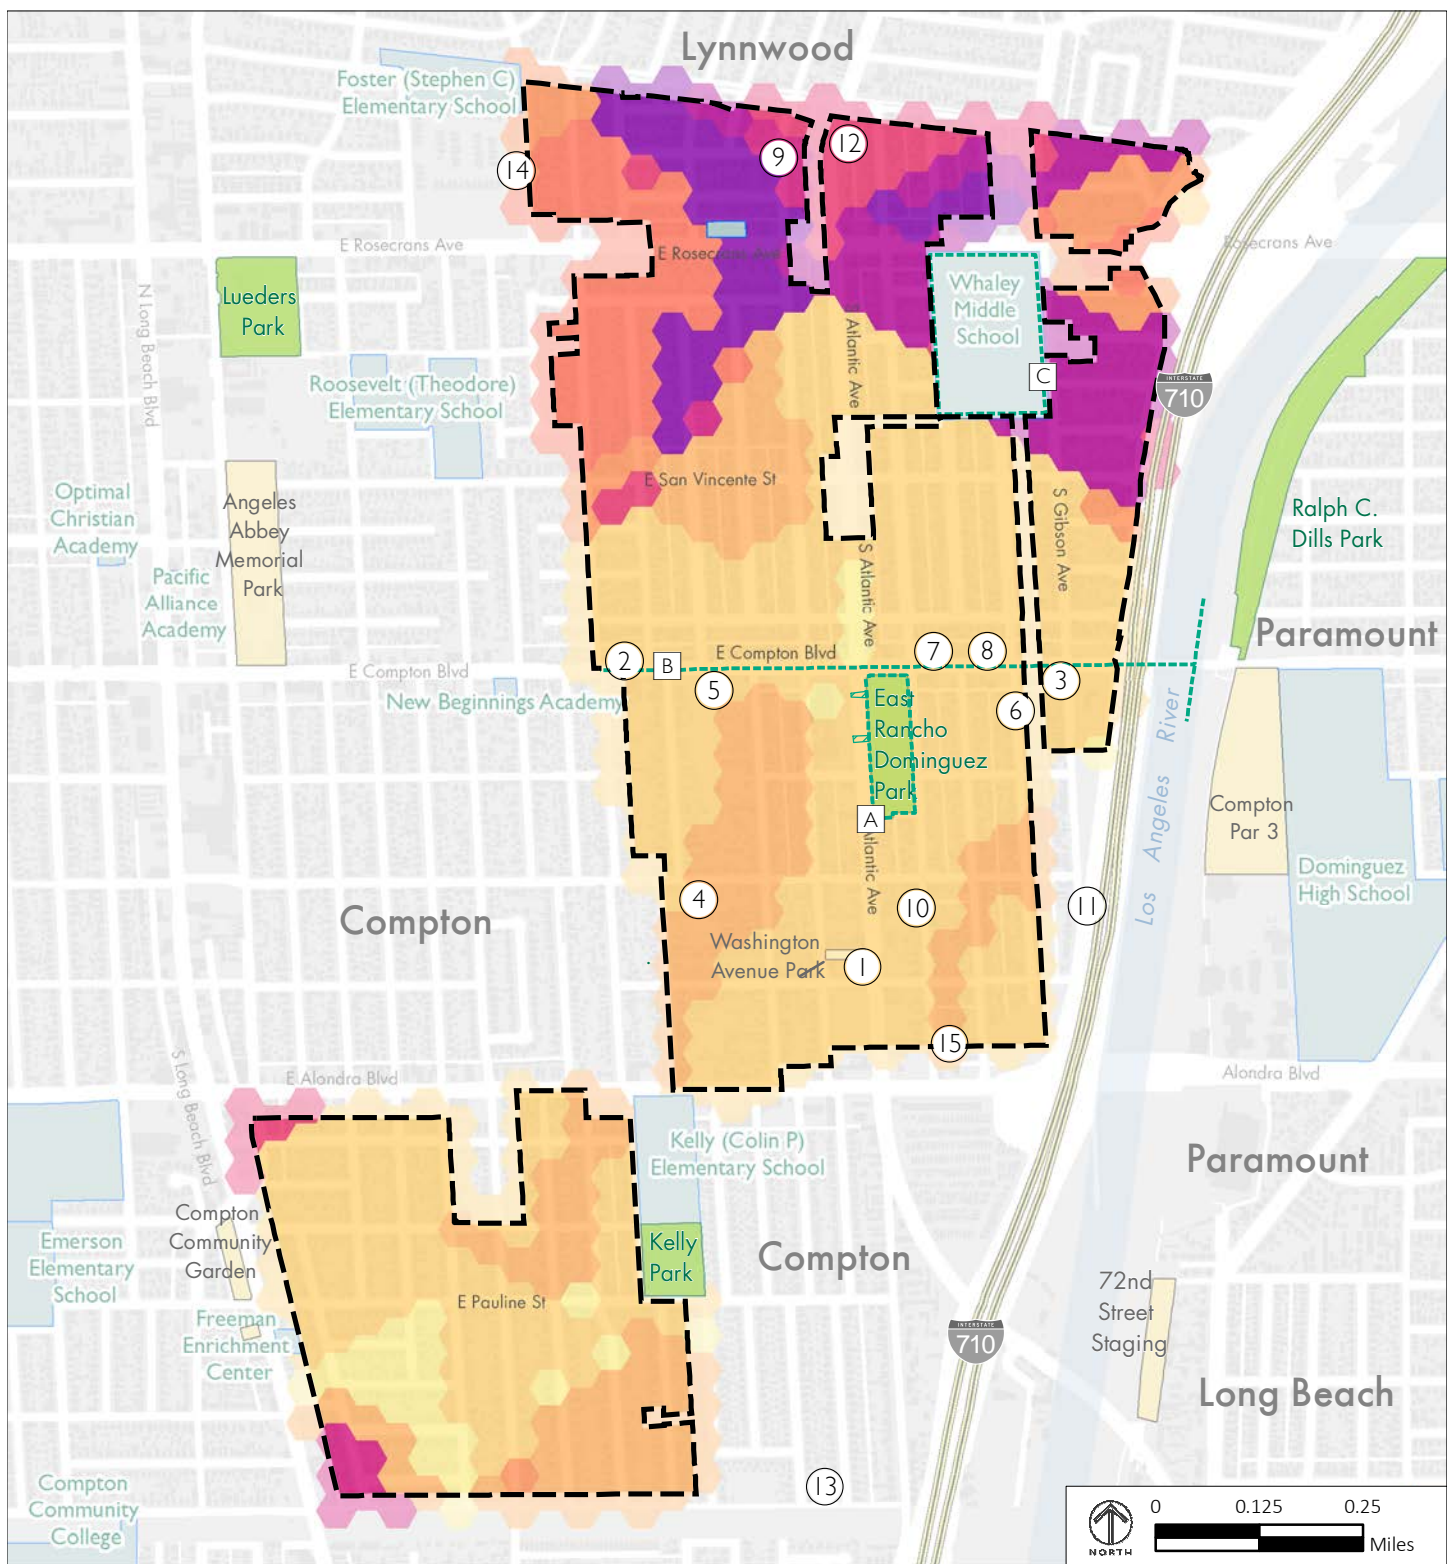 Lynnwood
Foster (Stephen C)
Elementary School
14
9
12
N Long Beach Blvd
E Rosecrans Ave
E Rosecrans Ave
Rosecrans Ave
Lueders
Park
Whaley
Middle
School
C
S Atlantic Ave
INTERSTATE
710
Roosevelt (Theodore)
Elementary School
Optimal
Christian
Academy
Angeles
Abbey
Memorial
Park
E San Vincente St
S Gibson Ave
Ralph C.
Dills Park
Pacific
Alliance
Academy
S Atlantic Ave
Paramount
E Compton Blvd
2
B
E Compton Blvd
7
8
3
New Beginnings Academy
5
6
East
Rancho
Dominguez
Park
A
Los Angeles River
Compton
Par 3
Dominguez
High School
Compton
4
Atlantic Ave
10
11
Washington
Avenue Park
1
15
S Long Beach Blvd
E Alondra Blvd
Alondra Blvd
Kelly (Colin P)
Elementary School
Paramount
Compton
Community
Garden
Emerson
Elementary
School
Kelly
Park
Compton
E Pauline St
72nd
Street
Staging
Freeman
Enrichment
Center
INTERSTATE
710
Long Beach
Compton
Community
College
13
NORTH
0 0.125 0.25
Miles